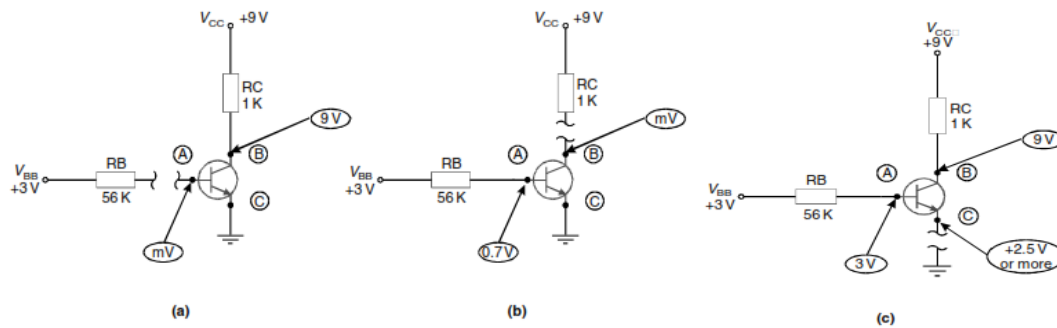 VCC +9 V
RC
1 K
9 V
A
B
VBB
+3 V
RB
56 K
C
mV
(a)
VCC +9 V
RC
1 K
mV
A
B
VBB
+3 V
RB
56 K
C
0.7 V
(b)
VCC□
+9 V
RC
1 K
9 V
A
B
VBB
+3 V
RB
56 K
C
3 V
+2.5 V
or more
(c)